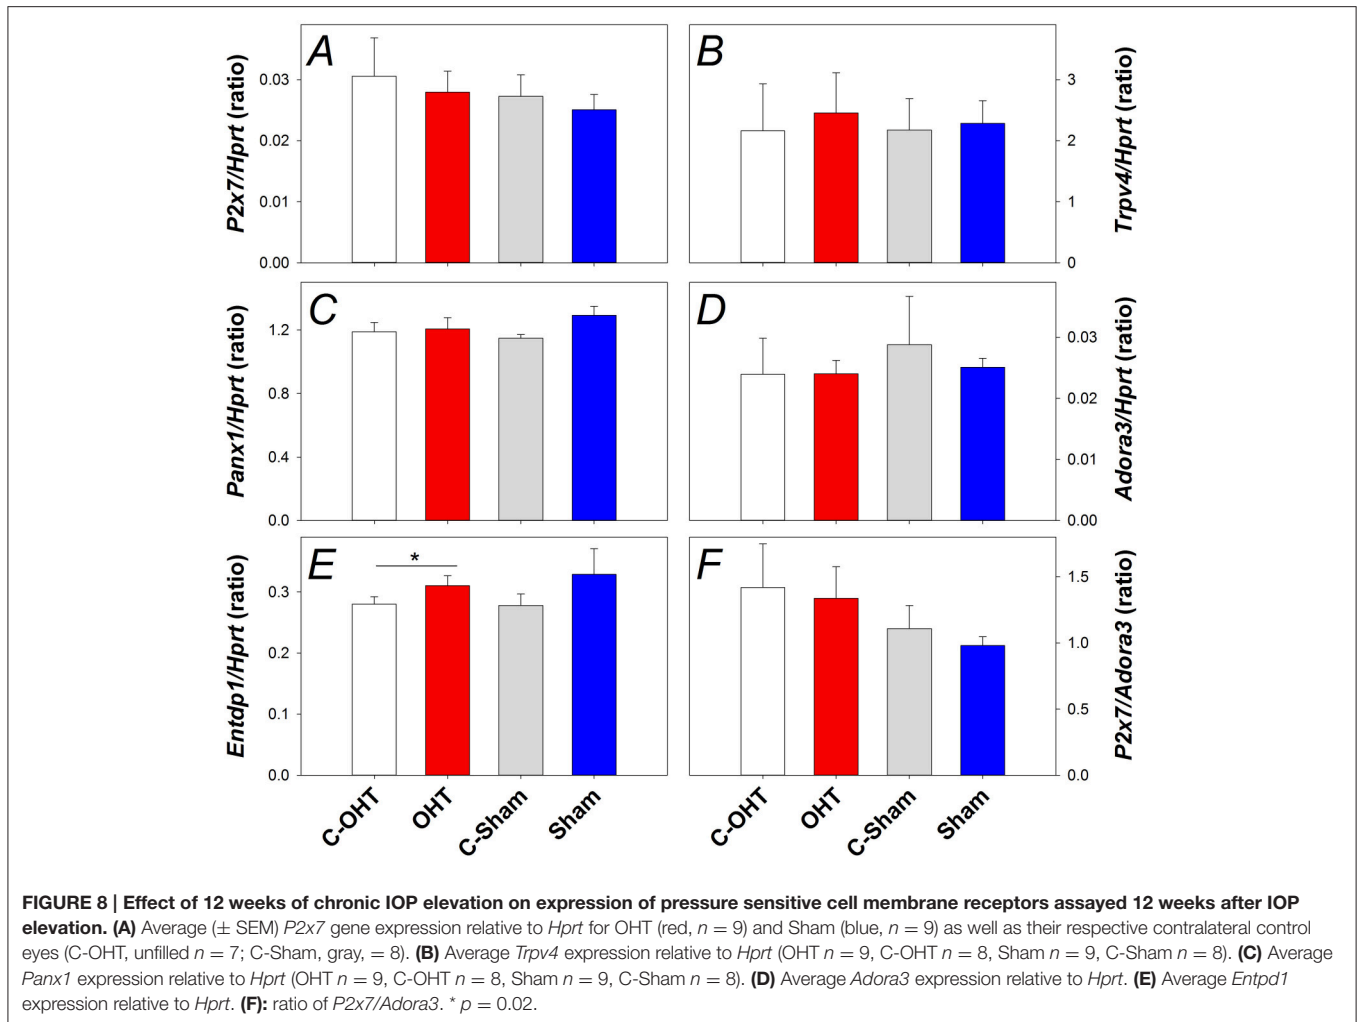 A
B
P2x7/Hprt (ratio)
0.03
0.02
0.01
0.00
3
2
1
0
Trpv4/Hprt (ratio)
C
D
Panx1/Hprt (ratio)
1.2
0.8
0.4
0.0
0.03
0.02
0.01
0.00
Adora3/Hprt (ratio)
E
*
F
Entdp1/Hprt (ratio)
0.3
0.2
0.1
0.0
1.5
1.0
0.5
0.0
P2x7/Adora3 (ratio)
C-OHT
OHT
C-Sham
Sham
C-OHT
OHT
C-Sham
Sham
FIGURE 8 | Effect of 12 weeks of chronic IOP elevation on expression of pressure sensitive cell membrane receptors assayed 12 weeks after IOP
elevation. (A) Average (± SEM) P2x7 gene expression relative to Hprt for OHT (red, n = 9) and Sham (blue, n = 9) as well as their respective contralateral control
eyes (C-OHT, unfilled n = 7; C-Sham, gray, = 8). (B) Average Trpv4 expression relative to Hprt (OHT n = 9, C-OHT n = 8, Sham n = 9, C-Sham n = 8). (C) Average
Panx1 expression relative to Hprt (OHT n = 9, C-OHT n = 8, Sham n = 9, C-Sham n = 8). (D) Average Adora3 expression relative to Hprt. (E) Average Entpd1
expression relative to Hprt. (F): ratio of P2x7/Adora3. * p = 0.02.